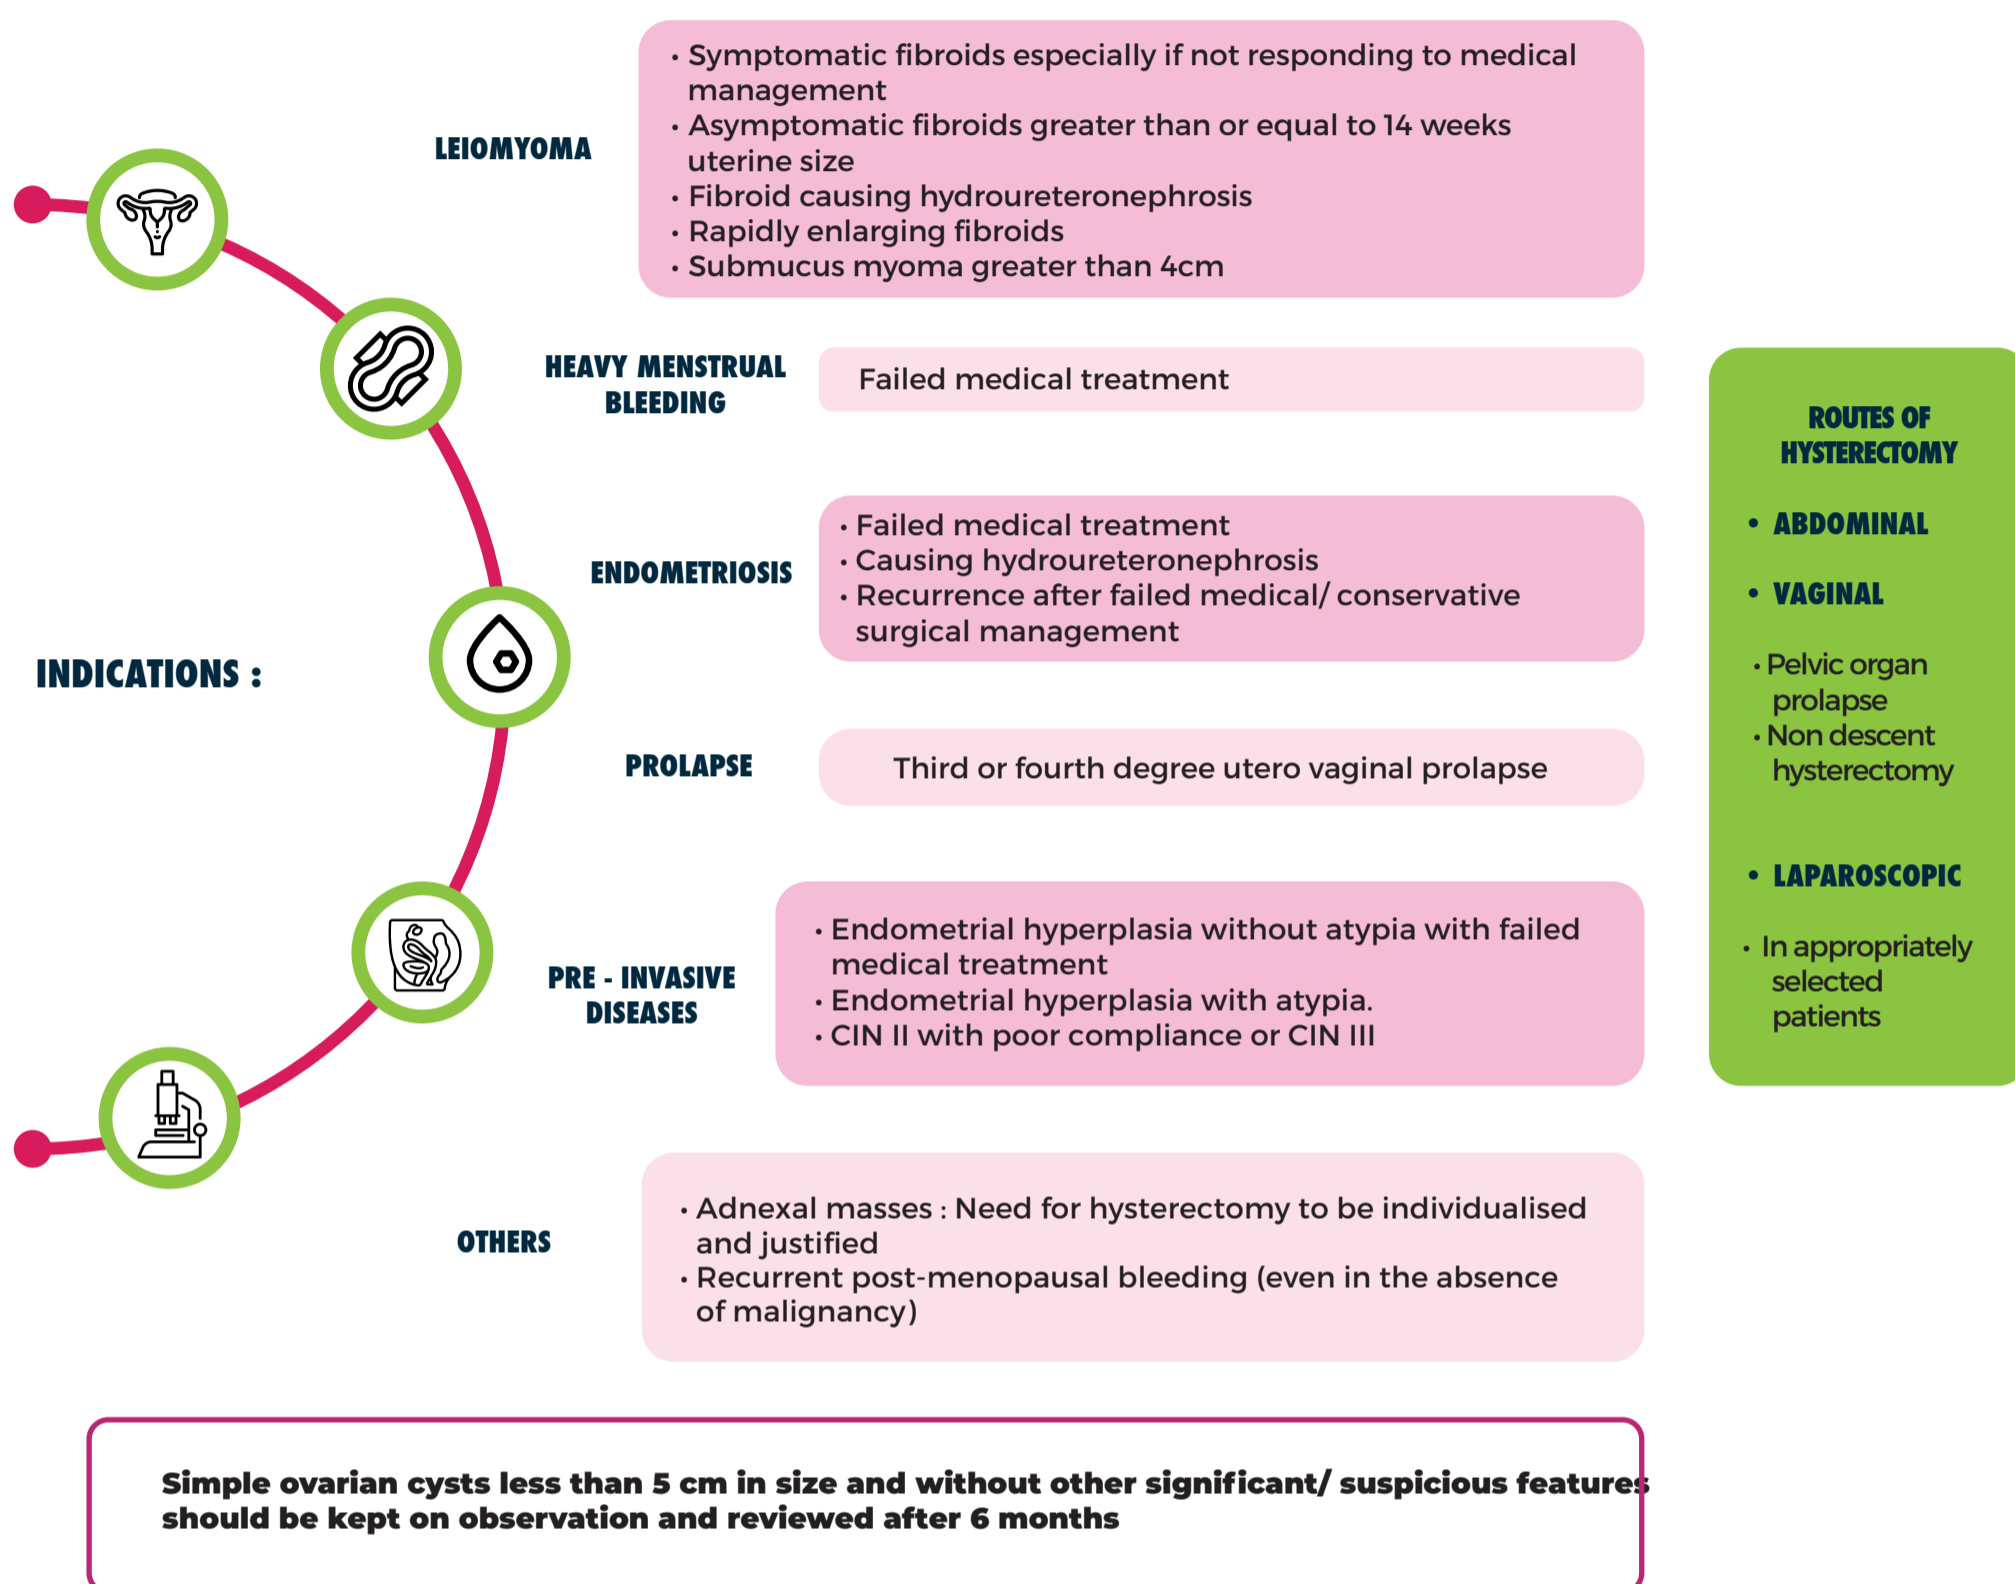 INDICATIONS :
LEIOMYOMA
• Symptomatic fibroids especially if not responding to medical
management
• Asymptomatic fibroids greater than or equal to 14 weeks
uterine size
• Fibroid causing hydroureteronephrosis
• Rapidly enlarging fibroids
• Submucus myoma greater than 4cm
HEAVY MENSTRUAL
BLEEDING
Failed medical treatment
ENDOMETRIOSIS
• Failed medical treatment
• Causing hydroureteronephrosis
• Recurrence after failed medical/ conservative
surgical management
PROLAPSE
Third or fourth degree utero vaginal prolapse
PRE - INVASIVE
DISEASES
• Endometrial hyperplasia without atypia with failed
medical treatment
• Endometrial hyperplasia with atypia.
• CIN II with poor compliance or CIN III
OTHERS
• Adnexal masses : Need for hysterectomy to be individualised
and justified
• Recurrent post-menopausal bleeding (even in the absence
of malignancy)
ROUTES OF
HYSTERECTOMY
• ABDOMINAL
• VAGINAL
• Pelvic organ
prolapse
• Non descent
hysterectomy
• LAPAROSCOPIC
• In appropriately
selected
patients
Simple ovarian cysts less than 5 cm in size and without other significant/ suspicious features
should be kept on observation and reviewed after 6 months